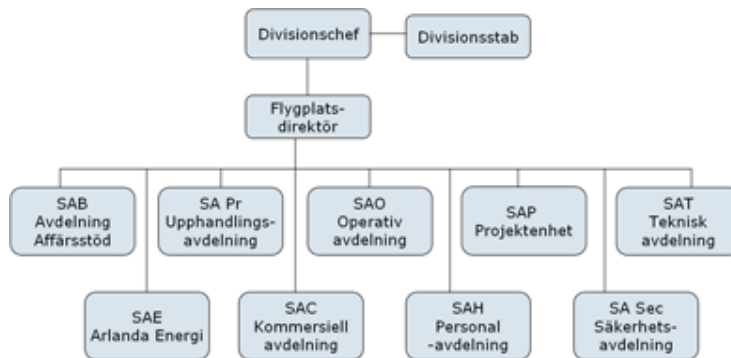 Divisionschef
Divisionsstab
Flygplats-
direktör
SAB
Avdelning
Affärsstöd
SA Pr
Upphandlings-
avdelning
SAO
Operativ
avdelning
SAP
Projektenhet
SAT
Teknisk
avdelning
SAE
Arlanda Energi
SAC
Kommersiell
avdelning
SAH
Personal
-avdelning
SA Sec
Säkerhets-
avdelning